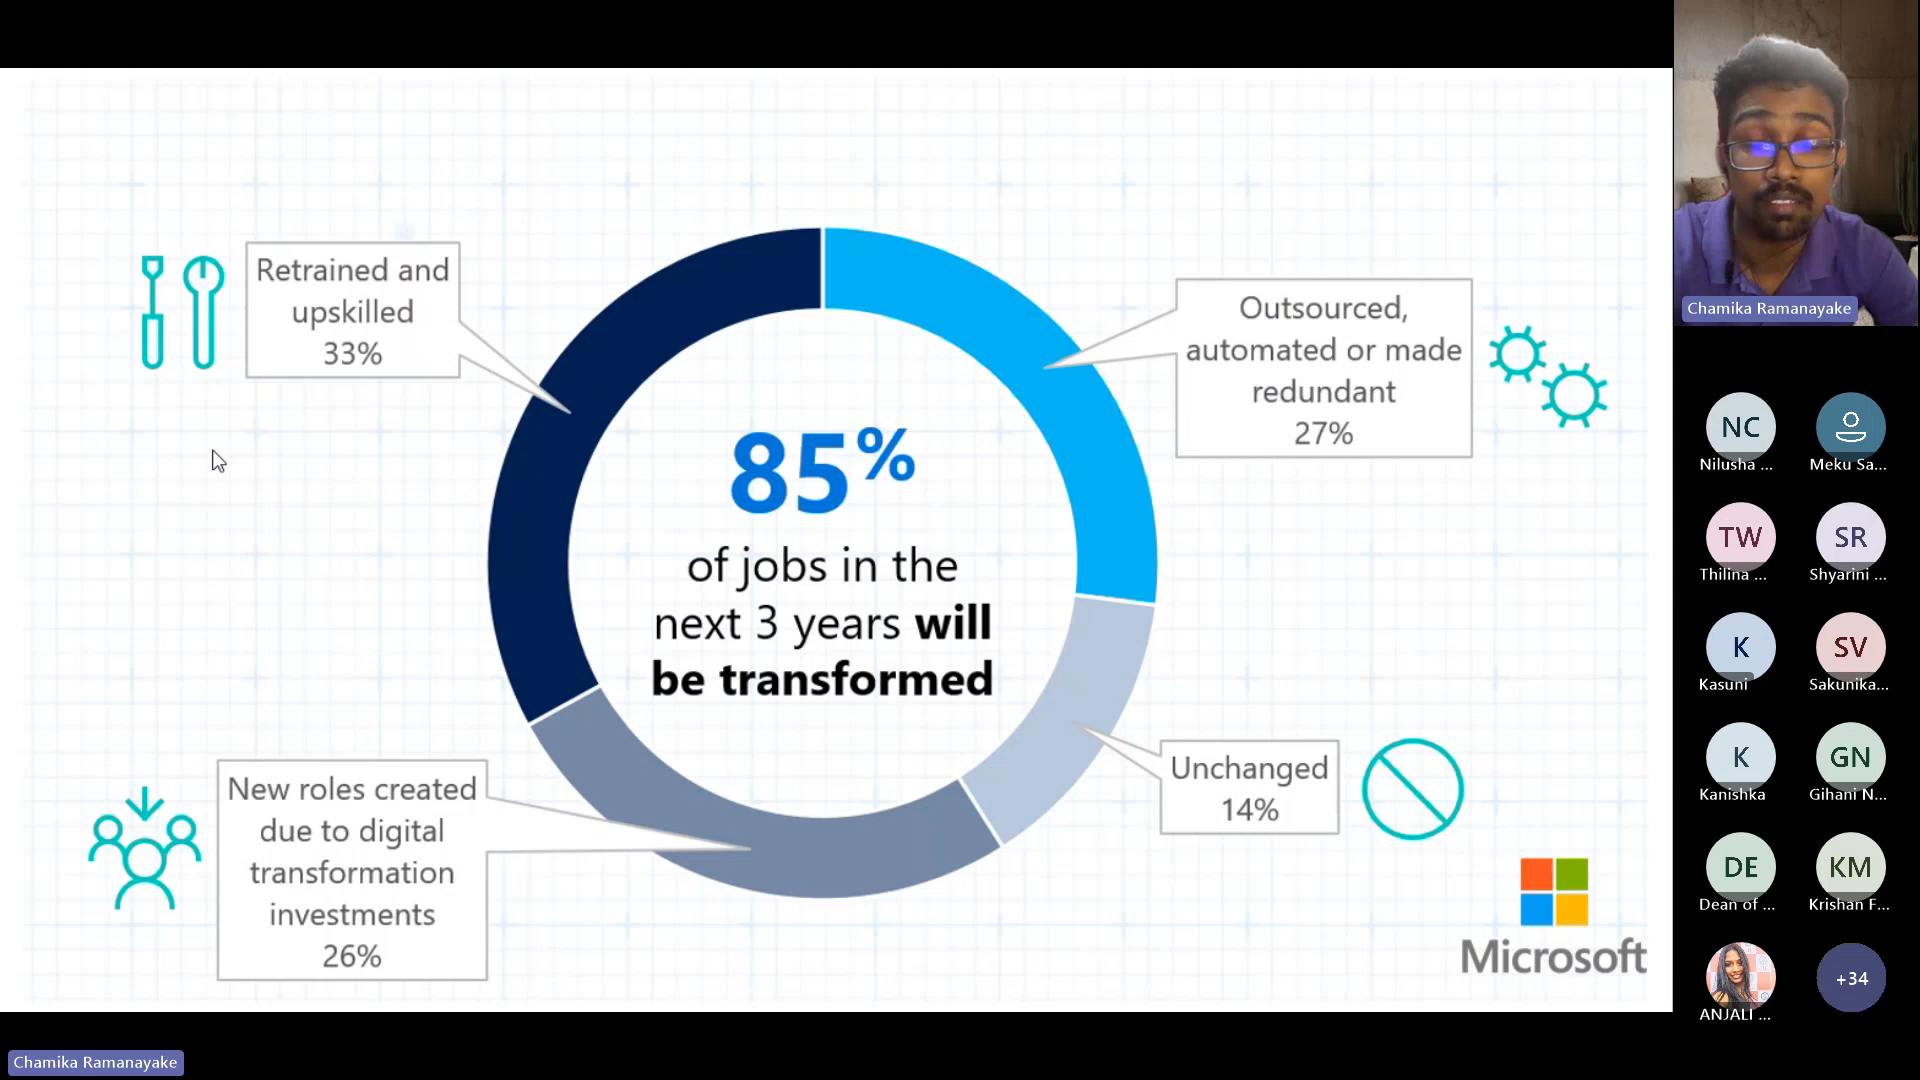 Retrained and
upskilled
33%
Outsourced,
automated or made
redundant
27%
85%
of jobs in the
next 3 years will
be transformed
New roles created
due to digital
transformation
investments
26%
Unchanged
14%
Microsoft
Chamika Ramanayake
Chamika Ramanayake
NC
Nilusha ...
Meku Sa...
TW
Thilina ...
SR
Shyarini ...
K
Kasuni
SV
Sakunika...
K
Kanishka
GN
Gihani N...
DE
Dean of ...
KM
Krishan F...
ANJALI ...
+34